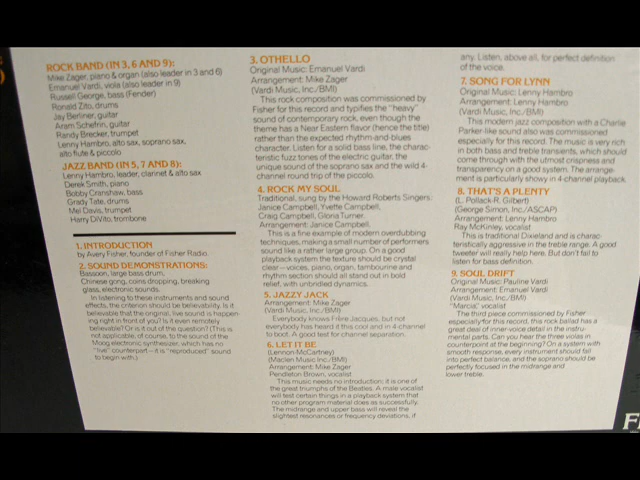 ROCK BAND (IN 3, 6 AND 9):
Mike Zager, piano & organ (also leader in 3 and 6)
Emanuel Vardi, viola (also leader in 9)
Russell George, bass (Fender)
Ronald Zito, drums
Jay Berliner, guitar
Aram Schefrin, guitar
Randy Brecker, trumpet
Lenny Hambro, alto sax, soprano sax,
alto flute & piccolo
JAZZ BAND (IN 5, 7 AND 8):
Lenny Hambro, leader, clarinet & alto sax
Derek Smith, piano
Bobby Cranshaw, bass
Grady Tate, drums
Mel Davis, trumpet
Harry DiVito, trombone
1. INTRODUCTION
by Avery Fisher, founder of Fisher Radio.
2. SOUND DEMONSTRATIONS:
Bassoon, large bass drum,
Chinese gong, coins dropping, breaking
glass, electronic sounds.
In listening to these instruments and sound
effects, the criterion should be believability. Is it
believable that the original, live sound is happen-
ing right in front of you? Is it even remotely
believable? Or is it out of the question? (This is
not applicable, of course, to the sound of the
Moog electronic synthesizer, which has no
"live" counterpart—it is "reproduced" sound
to begin with.)
3. OTHELLO
Original Music: Emanuel Vardi
Arrangement: Mike Zager
(Vardi Music, Inc./BMI)
This rock composition was commissioned by
Fisher for this record and typifies the "heavy"
sound of contemporary rock, even though the
theme has a Near Eastern flavor (hence the title)
rather than the expected rhythm-and-blues
character. Listen for a solid bass line, the charac-
teristic fuzz tones of the electric guitar, the
unique sound of the soprano sax and the wild 4-
channel round trip of the piccolo.
4. ROCK MY SOUL
Traditional, sung by the Howard Roberts Singers:
Janice Campbell, Yvette Campbell,
Craig Campbell, Gloria Turner.
Arrangement: Janice Campbell,
This is a fine example of modern overdubbing
techniques, making a small number of performers
sound like a rather large group. On a good
playback system the texture should be crystal
clear—voices, piano, organ, tambourine and
rhythm section should all stand out in bold
relief, with unbridled dynamics.
5. JAZZY JACK
Arrangement: Mike Zager
(Vardi Music, Inc./BMI)
Everybody knows Frère Jacques, but not
everybody has heard it this cool and in 4-channel
to boot. A good test for channel separation.
6. LET IT BE
(Lennon-McCartney)
(Maclen Music Inc./BMI)
Arrangement: Mike Zager
Pendleton Brown, vocalist
This music needs no introduction; it is one of
the great triumphs of the Beatles. A male vocalist
will test certain things in a playback system that
no other program material does as successfully.
The midrange and upper bass will reveal the
slightest resonances or frequency deviations, if
any. Listen, above all, for perfect definition
of the voice.
7. SONG FOR LYNN
Original Music: Lenny Hambro
Arrangement: Lenny Hambro
(Vardi Music, Inc./BMI)
This modern jazz composition with a Charlie
Parker-like sound also was commissioned
especially for this record. The music is very rich
in both bass and treble transients, which should
come through with the utmost crispness and
transparency on a good system. The arrange-
ment is particularly showy in 4-channel playback.
8. THAT'S A PLENTY
(L. Pollack-R. Gilbert)
(George Simon, Inc./ASCAP)
Arrangement: Lenny Hambro
Ray McKinley, vocalist
This is traditional Dixieland and is charac-
teristically aggressive in the treble range. A good
tweeter will really help here. But don't fail to
listen for bass definition.
9. SOUL DRIFT
Original Music: Pauline Vardi
Arrangement: Emanuel Vardi
(Vardi Music, Inc./BMI)
"Marcia," vocalist
The third piece commissioned by Fisher
especially for this record, this rock ballad has a
great deal of inner-voice detail in the instru-
mental parts. Can you hear the three violas in
counterpoint at the beginning? On a system with
smooth response, every instrument should fall
into perfect balance, and the soprano should be
perfectly focused in the midrange and
lower treble.